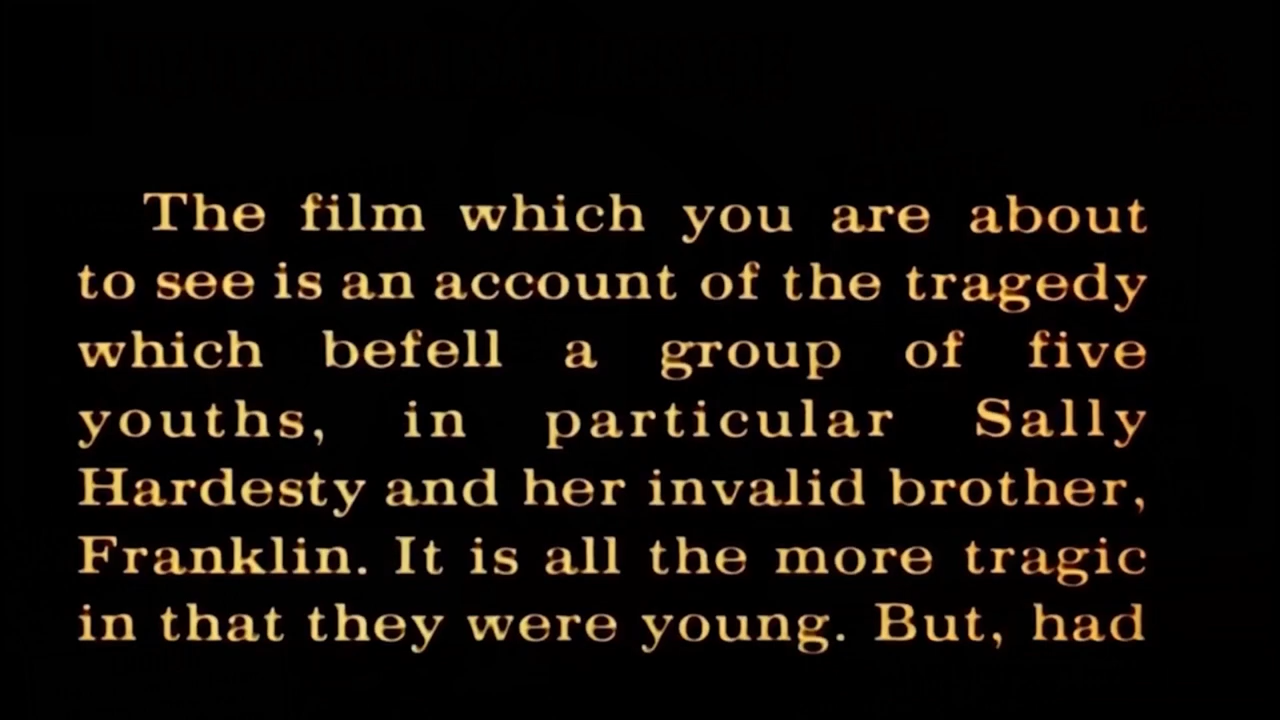 The film which you are about
to see is an account of the tragedy
which befell a group of five
youths, in particular Sally
Hardesty and her invalid brother,
Franklin. It is all the more tragic
in that they were young. But, had